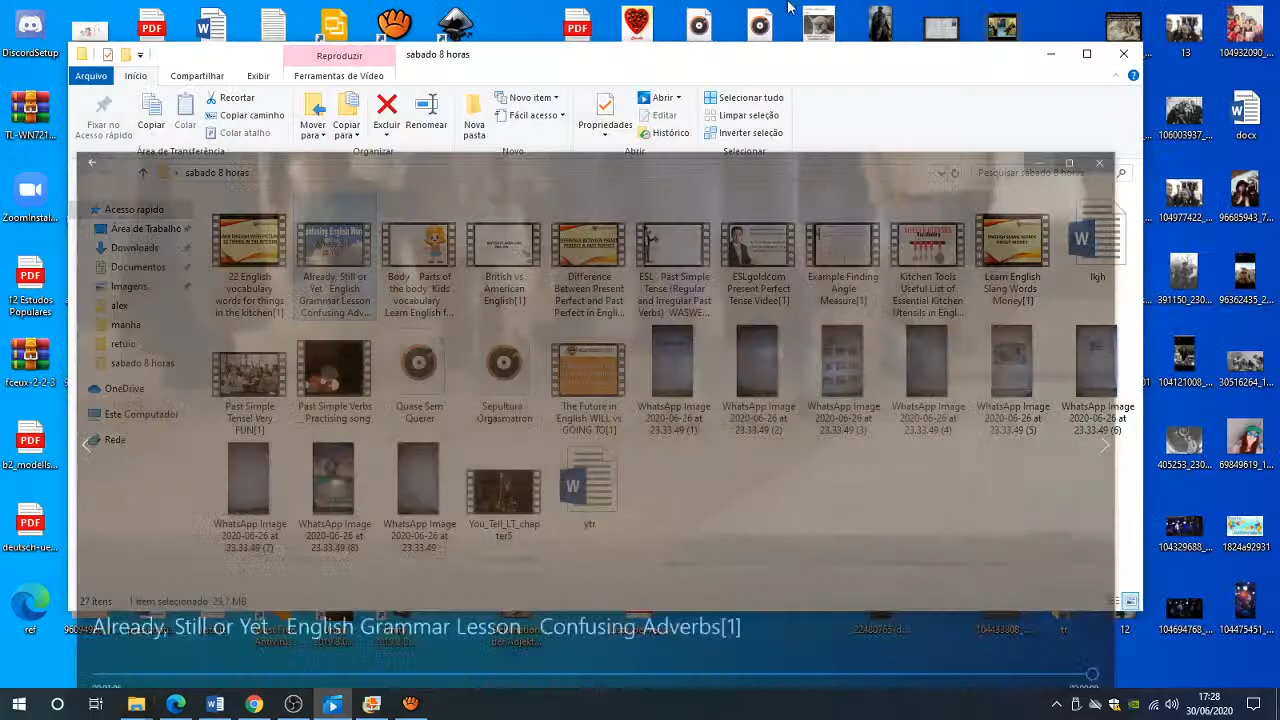 Reproduzir
sabado 8 horas
Arquivo
Início
Compartilhar
Exibir
Ferramentas de Vídeo
Fixar no
Acesso rápido
Copiar
Colar
Recortar
Copiar caminho
Colar atalho
Área de Transferência
Mover
para
Copiar
para
Excluir
Renomear
Organizar
Nova
pasta
Novo item
Fácil acesso
Novo
Propriedades
Abrir
Editar
Histórico
Abrir
Selecionar tudo
Limpar seleção
Inverter seleção
Selecionar
sabado 8 horas
Pesquisar sabado 8 horas
Acesso rápido
Área de Trabalho
Downloads
Documentos
Imagens
alex
manha
retuio
sabado 8 horas
OneDrive
Este Computador
Rede
22 English
vocabulary
words for things
in the kitchen[1]
Already, Still or
Yet English
Grammar Lesson
Confusing Adv...
Body - Parts of
the body Kids
vocabulary
Learn English f...
British vs.
American
English[1]
Difference
Between Present
Perfect and Past
Perfect in Engli...
ESL - Past Simple
Tense (Regular
and Irregular Past
Verbs) WASWE...
ESLgoldcom
Present Perfect
Tense Video[1]
Example Finding
Angle
Measure[1]
Kitchen Tools
Useful List of
Essential Kitchen
Utensils in Engl...
Learn English
Slang Words
Money[1]
lkjh
Past Simple
Tense! Very
FUN[1]
Past Simple Verbs
Practising song
Quase Sem
Querer
Sepultura
Orgasmatron
The Future in
English WILL vs
GOING TO[1]
WhatsApp Image
2020-06-26 at
23.33.49 (1)
WhatsApp Image
2020-06-26 at
23.33.49 (2)
WhatsApp Image
2020-06-26 at
23.33.49 (3)
WhatsApp Image
2020-06-26 at
23.33.49 (4)
WhatsApp Image
2020-06-26 at
23.33.49 (5)
WhatsApp Image
2020-06-26 at
23.33.49 (6)
WhatsApp Image
2020-06-26 at
23.33.49 (7)
WhatsApp Image
2020-06-26 at
23.33.49 (8)
WhatsApp Image
2020-06-26 at
23.33.49
You_Tell_LT_chap
ter5
ytr
27 itens
1 item selecionado
29,7 MB
Already, Still or Yet English Grammar Lesson Confusing Adverbs[1]
DiscordSetup
TL-WN721...
ZoomInstal...
12 Estudos
Populares
fceux-2-2-3
b2_modells...
deutsch-ue...
ref
PDF
PDF
PDF
PDF
PDF
13
104932090_...
106003937_...
docx
104977422_...
96685943_7...
391150_230...
96362435_2...
104121008_...
30516264_1...
405253_230...
69849619_1...
104329688_...
1824a92931
12
104694768_...
104475451_...
104433808_...
tr
17:28
30/06/2020